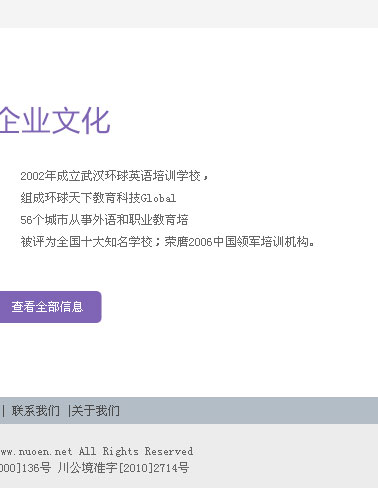 企业文化
2002年成立武汉环球英语培训学校，
组成环球天下教育科技Global
56个城市从事外语和职业教育培
被评为全国十大知名学校；荣膺2006中国领军培训机构。
查看全部信息
| 联系我们 |关于我们
ww.nuoen.net All Rights Reserved
000]136号 川公境准字[2010]2714号